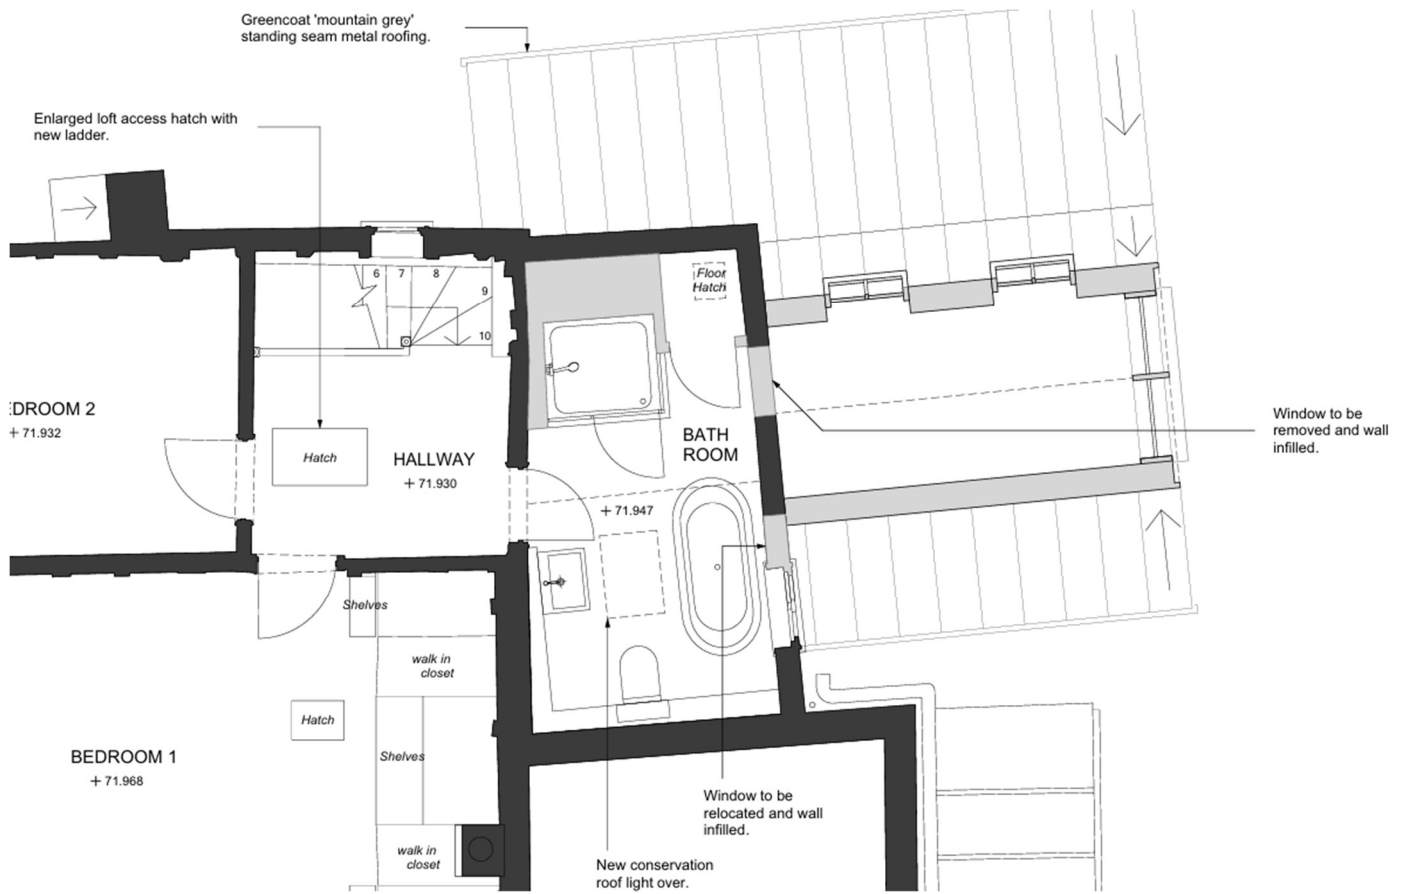 Greencoat 'mountain grey'
standing seam metal roofing.
Enlarged loft access hatch with
new ladder.
6
7
8
9
10
Floor
Hatch
EDROOM 2
71.932
Hatch
HALLWAY
71.930
BATH
ROOM
71.947
Window to be
removed and wall
infilled.
Shelves
walk in
closet
Hatch
Shelves
BEDROOM 1
71.968
walk in
closet
Window to be
relocated and wall
infilled.
New conservation
roof light over.